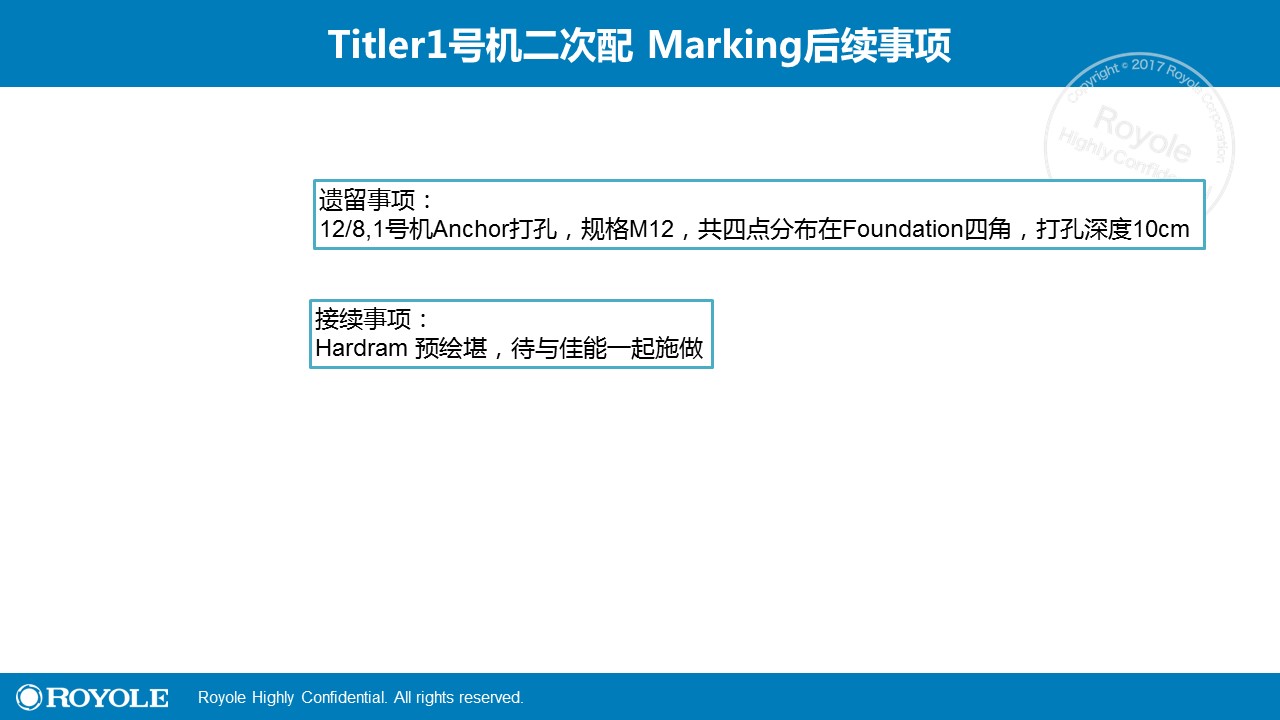 Titler1号机二次配 Marking后续事项
Copyright © 2017 Royole Corporation
Royole
Highly Confid
遗留事项：
12/8,1号机Anchor打孔，规格M12，共四点分布在Foundation四角，打孔深度10cm
接续事项：
Hardram 预绘堪，待与佳能一起施做
ROYOLE
Royole Highly Confidential. All rights reserved.